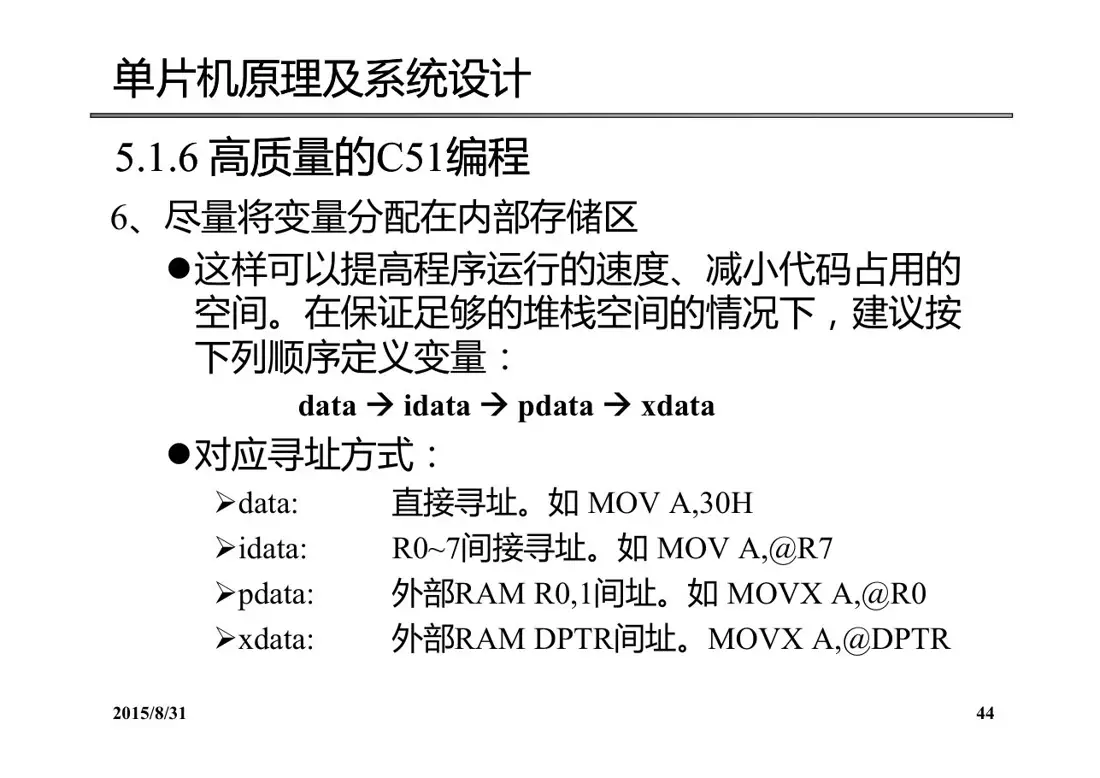 单片机原理及系统设计
5.1.6 高质量的C51编程
6、尽量将变量分配在内部存储区
●这样可以提高程序运行的速度、减小代码占用的
空间。在保证足够的堆栈空间的情况下，建议按
下列顺序定义变量：
data → idata → pdata → xdata
●对应寻址方式：
➢data: 直接寻址。如 MOV A,30H
➢idata: R0~7间接寻址。如 MOV A,@R7
➢pdata: 外部RAM R0,1间址。如 MOVX A,@R0
➢xdata: 外部RAM DPTR间址。MOVX A,@DPTR
2015/8/31 44